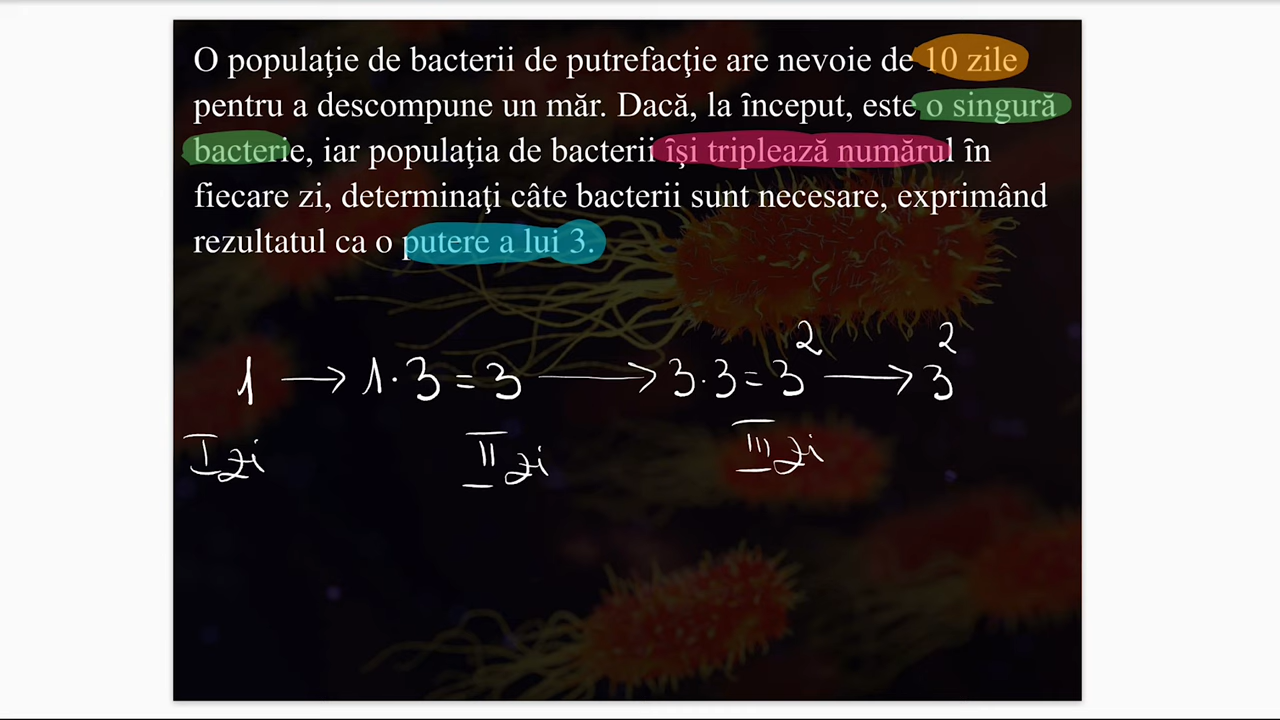 O populaţie de bacterii de putrefacţie are nevoie de 10 zile
pentru a descompune un măr. Dacă, la început, este o singură
bacterie, iar populaţia de bacterii îşi triplează numărul în
fiecare zi, determinaţi câte bacterii sunt necesare, exprimând
rezultatul ca o putere a lui 3.
1 → 1·3 = 3 → 3·3 = 3² → 3²
I zi II zi III zi